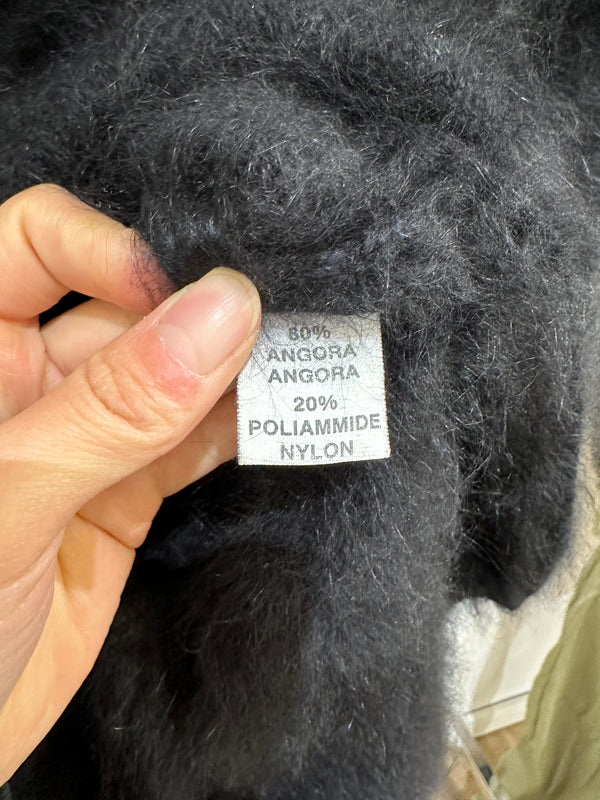 80%
ANGORA
ANGORA
20%
POLIAMMIDE
NYLON